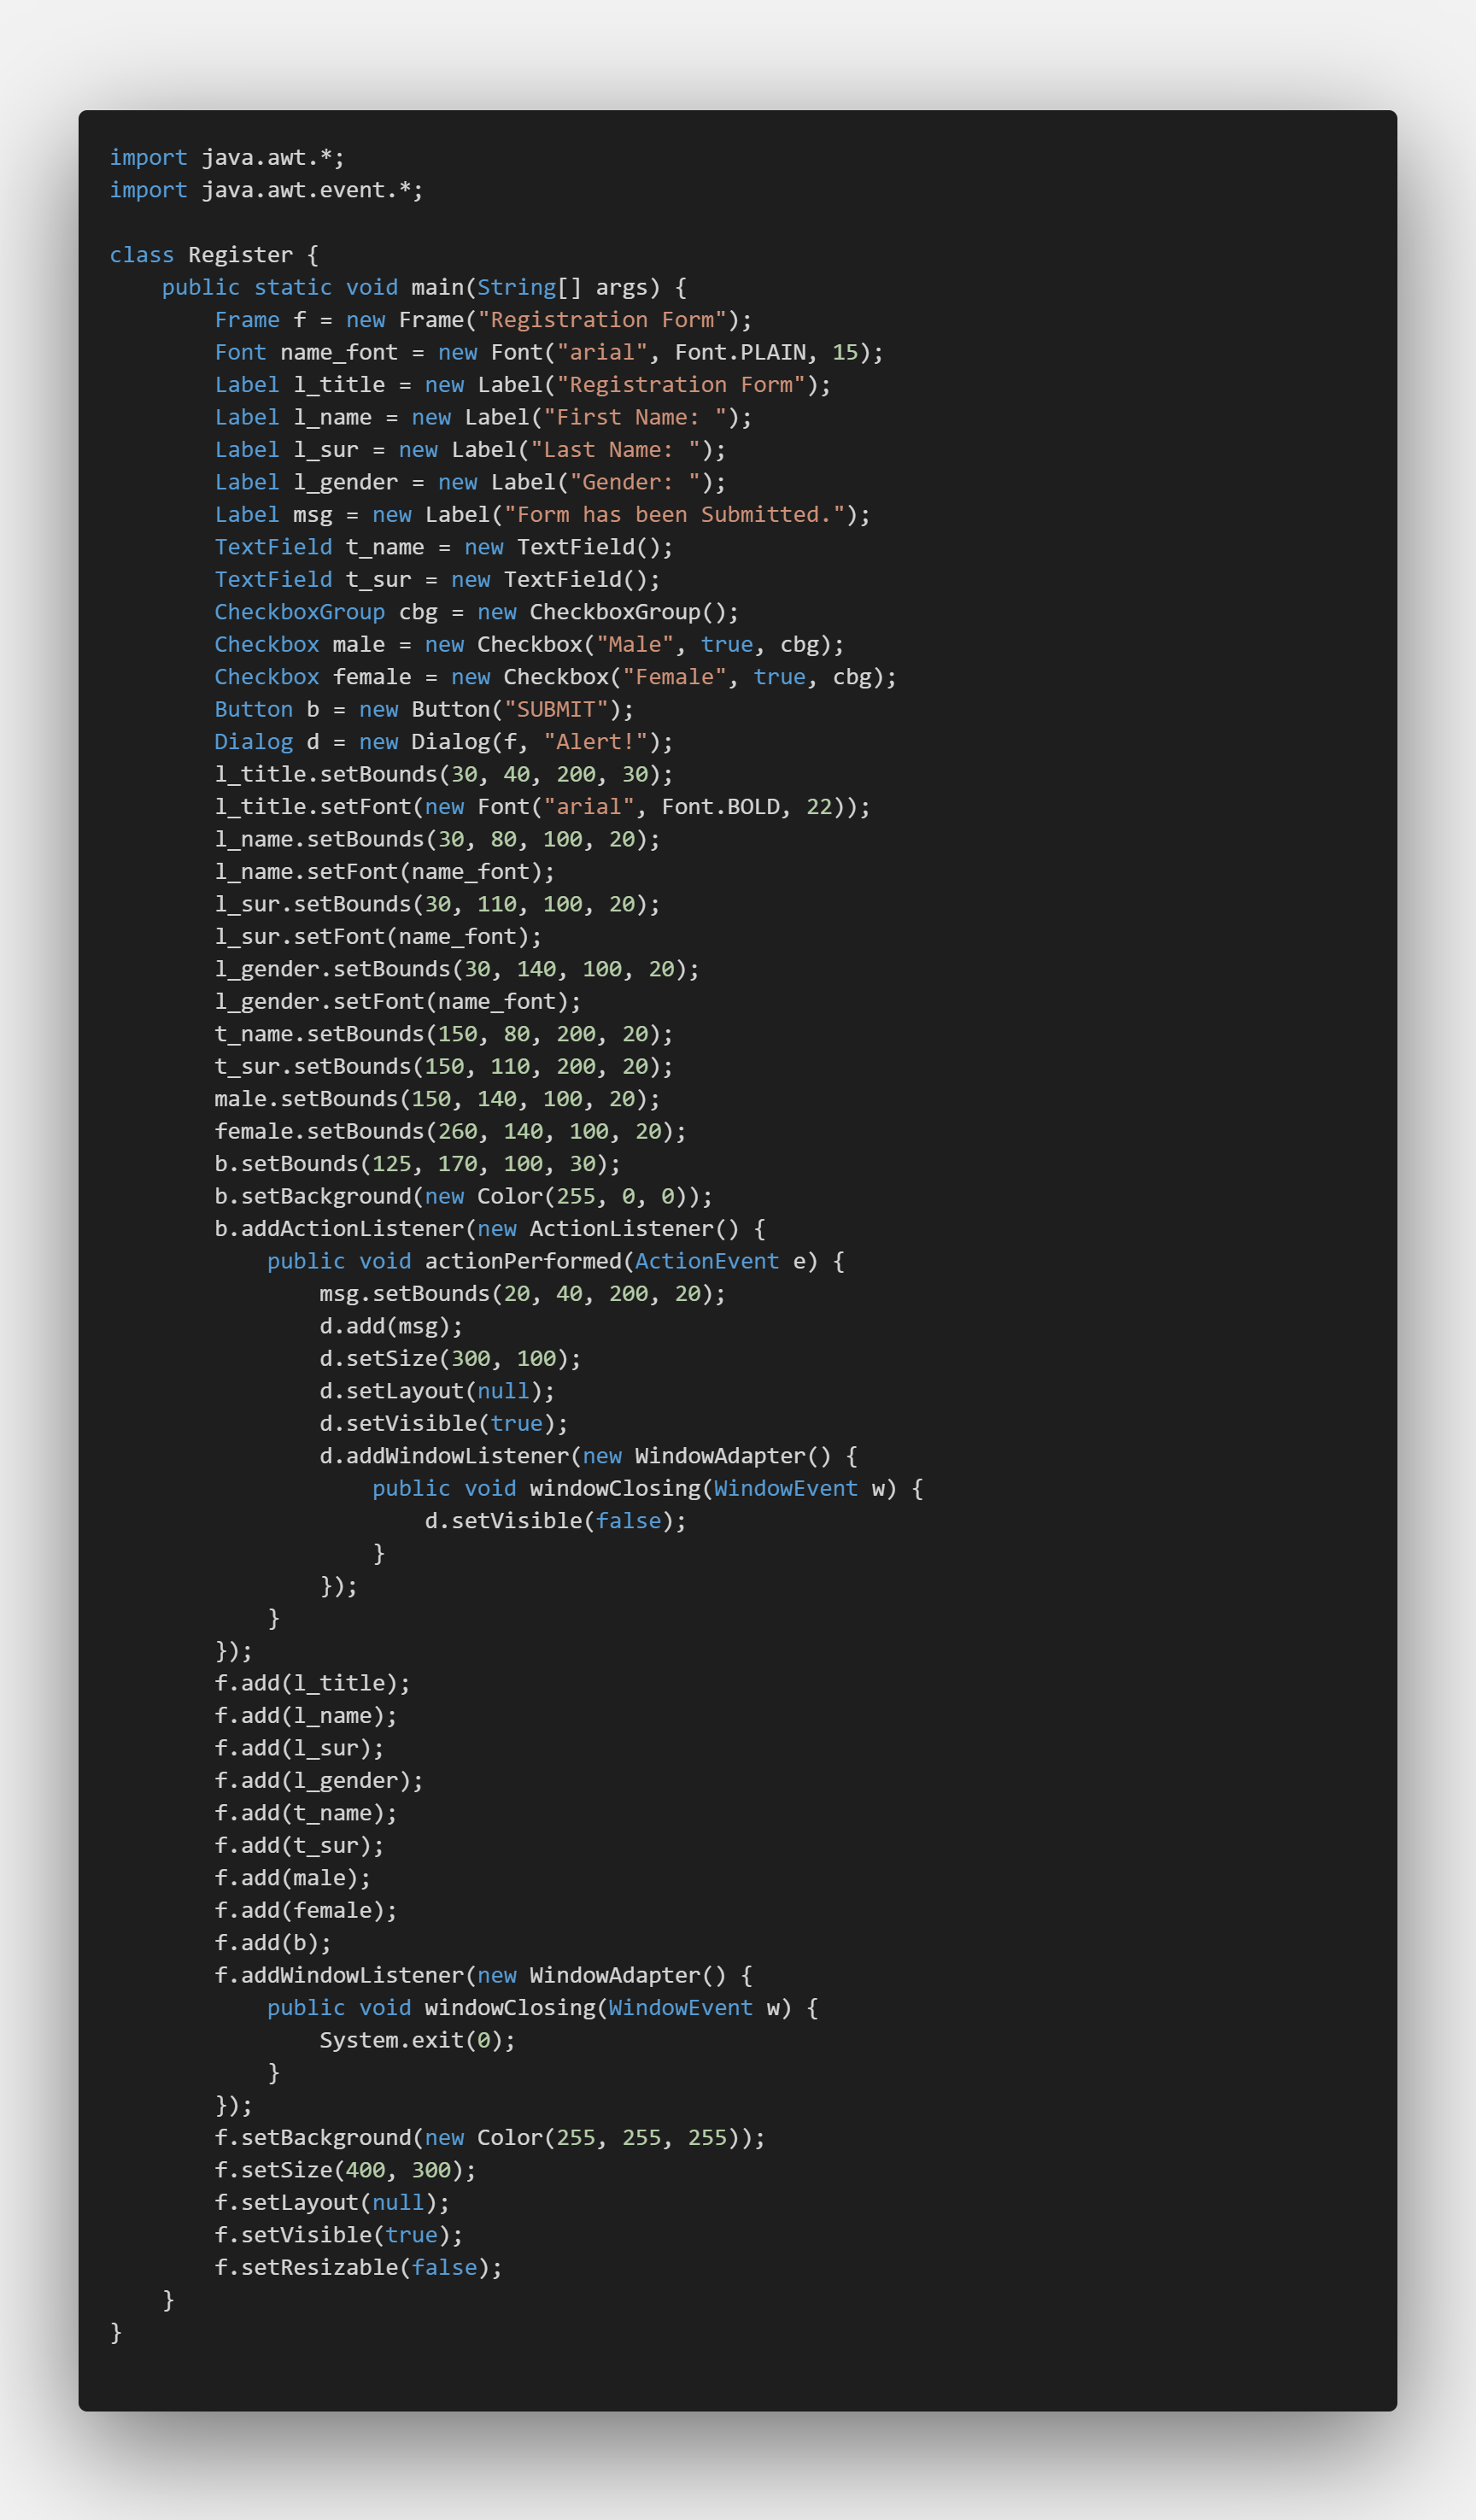 import java.awt.*;
import java.awt.event.*;

class Register {
    public static void main(String[] args) {
        Frame f = new Frame("Registration Form");
        Font name_font = new Font("arial", Font.PLAIN, 15);
        Label l_title = new Label("Registration Form");
        Label l_name = new Label("First Name: ");
        Label l_sur = new Label("Last Name: ");
        Label l_gender = new Label("Gender: ");
        Label msg = new Label("Form has been Submitted.");
        TextField t_name = new TextField();
        TextField t_sur = new TextField();
        CheckboxGroup cbg = new CheckboxGroup();
        Checkbox male = new Checkbox("Male", true, cbg);
        Checkbox female = new Checkbox("Female", true, cbg);
        Button b = new Button("SUBMIT");
        Dialog d = new Dialog(f, "Alert!");
        l_title.setBounds(30, 40, 200, 30);
        l_title.setFont(new Font("arial", Font.BOLD, 22));
        l_name.setBounds(30, 80, 100, 20);
        l_name.setFont(name_font);
        l_sur.setBounds(30, 110, 100, 20);
        l_sur.setFont(name_font);
        l_gender.setBounds(30, 140, 100, 20);
        l_gender.setFont(name_font);
        t_name.setBounds(150, 80, 200, 20);
        t_sur.setBounds(150, 110, 200, 20);
        male.setBounds(150, 140, 100, 20);
        female.setBounds(260, 140, 100, 20);
        b.setBounds(125, 170, 100, 30);
        b.setBackground(new Color(255, 0, 0));
        b.addActionListener(new ActionListener() {
            public void actionPerformed(ActionEvent e) {
                msg.setBounds(20, 40, 200, 20);
                d.add(msg);
                d.setSize(300, 100);
                d.setLayout(null);
                d.setVisible(true);
                d.addWindowListener(new WindowAdapter() {
                    public void windowClosing(WindowEvent w) {
                        d.setVisible(false);
                    }
                });
            }
        });
        f.add(l_title);
        f.add(l_name);
        f.add(l_sur);
        f.add(l_gender);
        f.add(t_name);
        f.add(t_sur);
        f.add(male);
        f.add(female);
        f.add(b);
        f.addWindowListener(new WindowAdapter() {
            public void windowClosing(WindowEvent w) {
                System.exit(0);
            }
        });
        f.setBackground(new Color(255, 255, 255));
        f.setSize(400, 300);
        f.setLayout(null);
        f.setVisible(true);
        f.setResizable(false);
    }
}